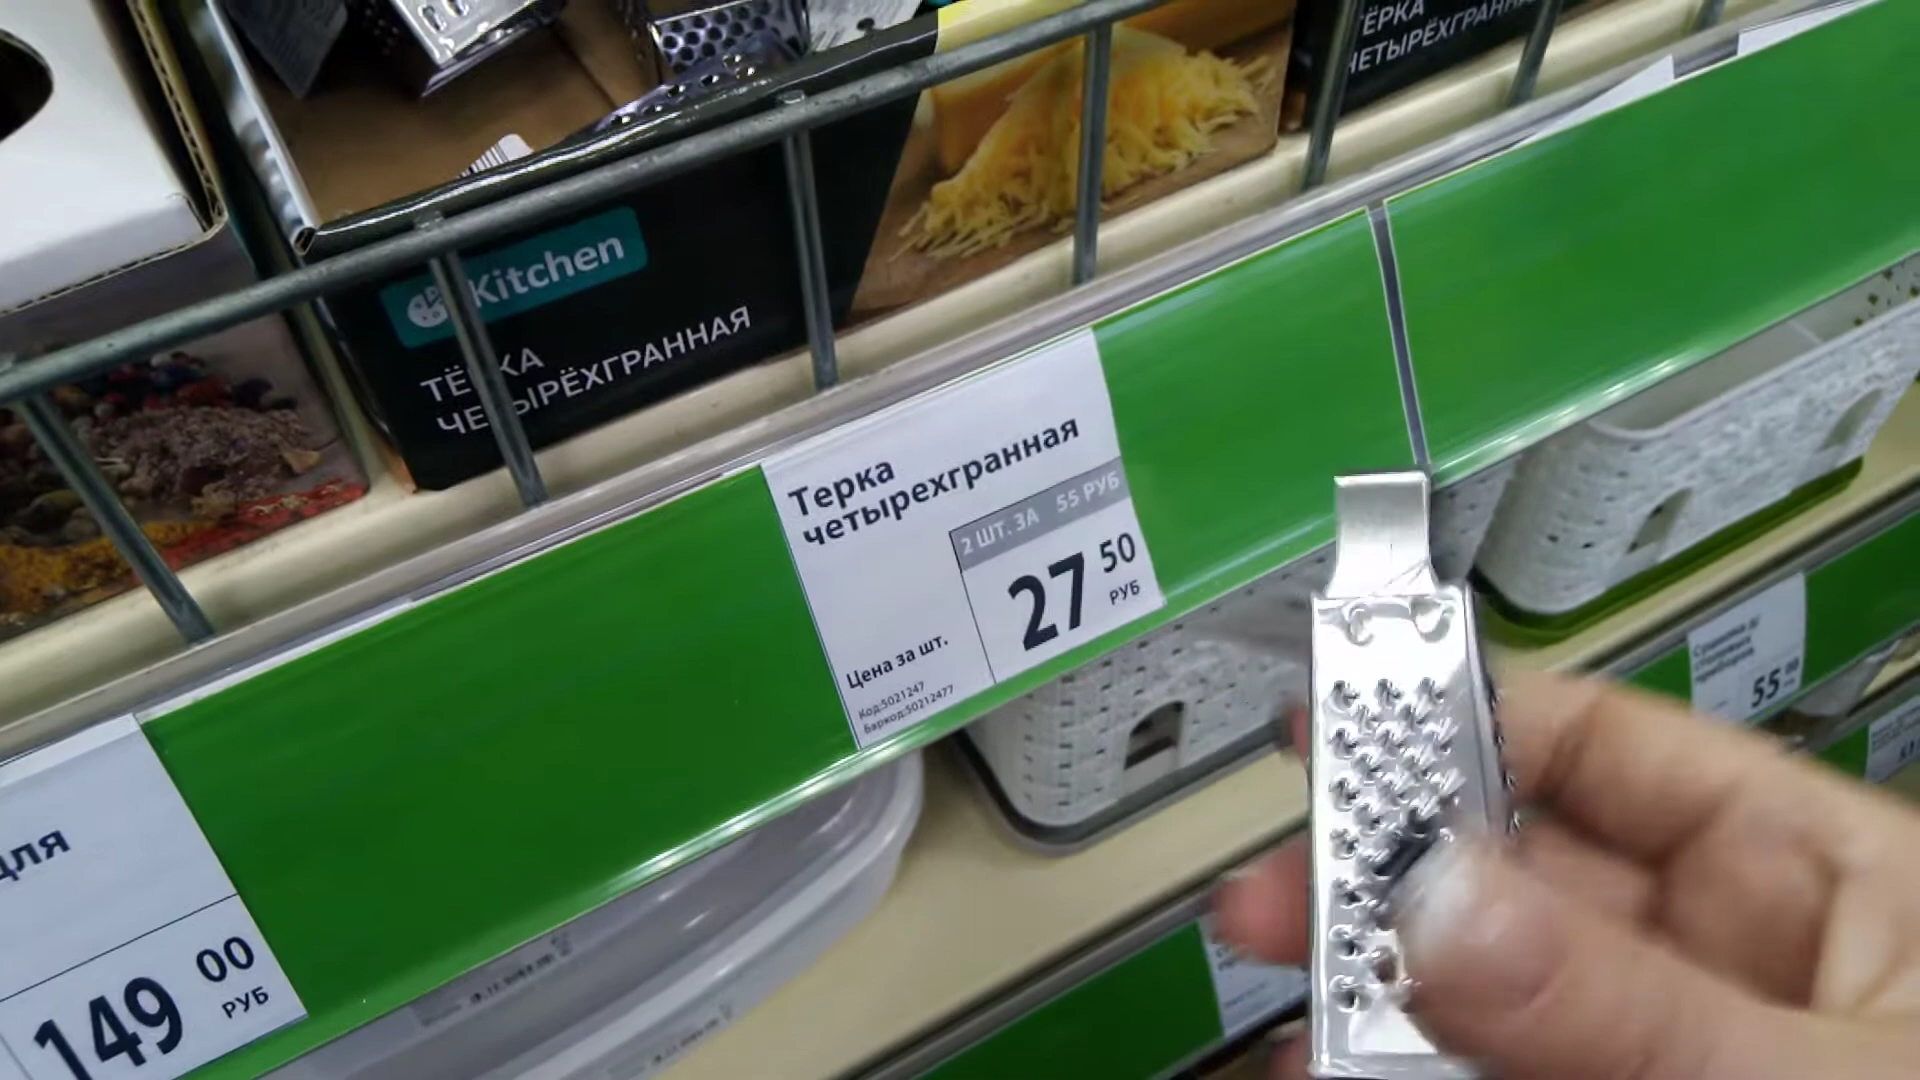 ТЁРКА
ЧЕТЫРЁХГРАННАЯ
Kitchen
ТЁРКА
ЧЕТЫРЁХГРАННАЯ
Терка
четырехгранная
2 ШТ. ЗА 55 РУБ
27 50
РУБ
Цена за шт.
Код:5021247
Баркод:50212477
для
149 00
РУБ
55